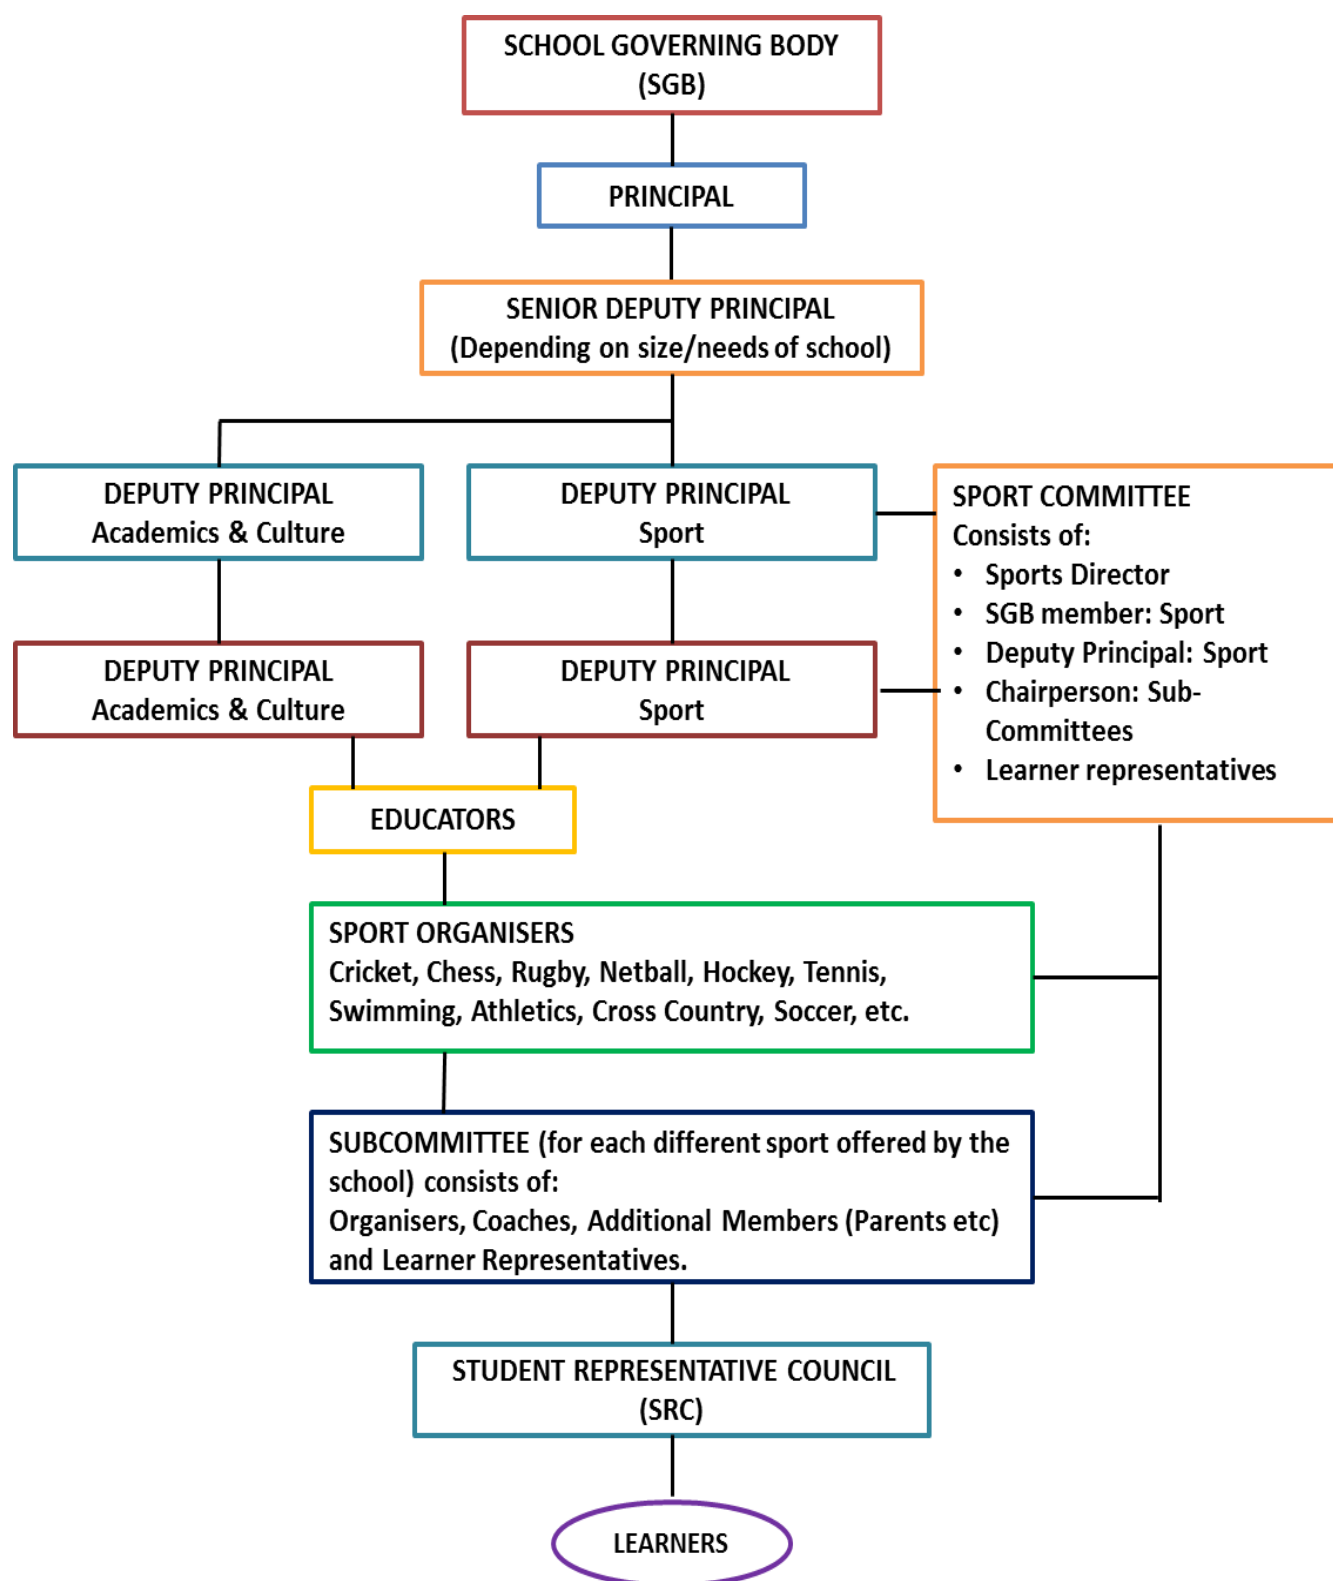 SCHOOL GOVERNING BODY
(SGB)
PRINCIPAL
SENIOR DEPUTY PRINCIPAL
(Depending on size/needs of school)
DEPUTY PRINCIPAL
Academics & Culture
DEPUTY PRINCIPAL
Sport
SPORT COMMITTEE
Consists of:
• Sports Director
• SGB member: Sport
• Deputy Principal: Sport
• Chairperson: Sub-
Committees
• Learner representatives
DEPUTY PRINCIPAL
Academics & Culture
DEPUTY PRINCIPAL
Sport
EDUCATORS
SPORT ORGANISERS
Cricket, Chess, Rugby, Netball, Hockey, Tennis,
Swimming, Athletics, Cross Country, Soccer, etc.
SUBCOMMITTEE (for each different sport offered by the
school) consists of:
Organisers, Coaches, Additional Members (Parents etc)
and Learner Representatives.
STUDENT REPRESENTATIVE COUNCIL
(SRC)
LEARNERS